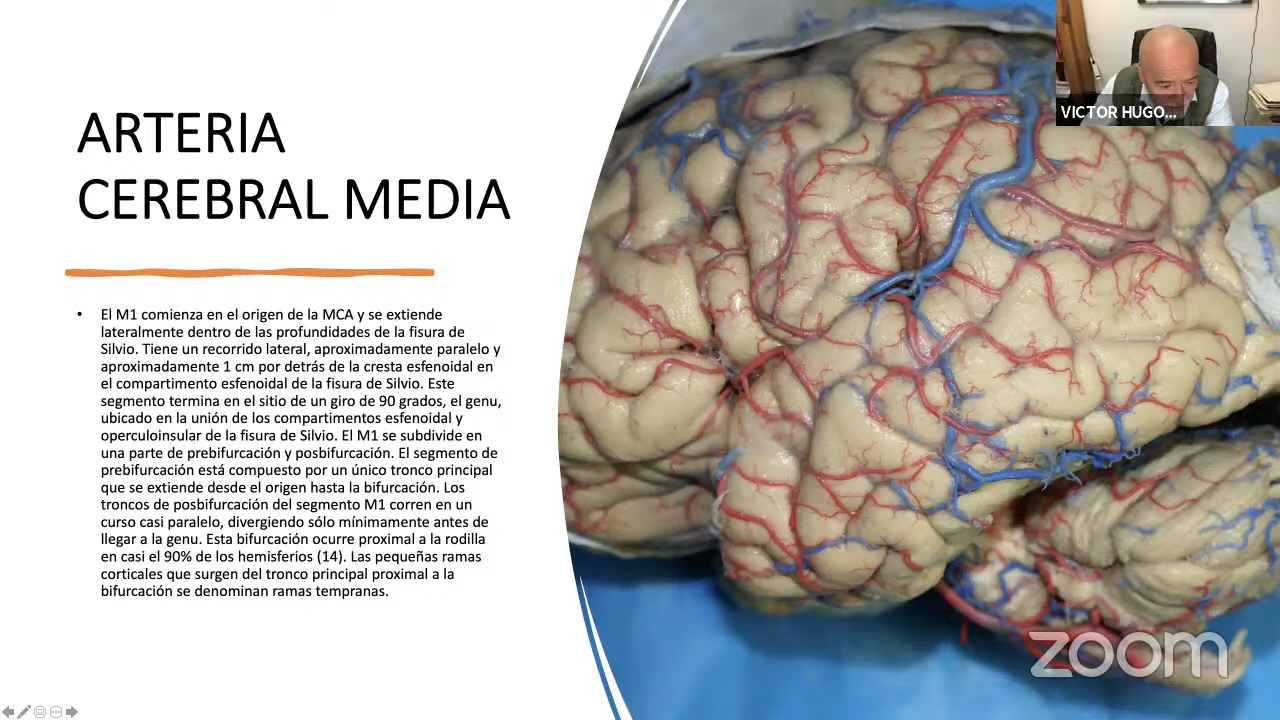 VICTOR HUGO...
ARTERIA
CEREBRAL MEDIA
• El M1 comienza en el origen de la MCA y se extiende
lateralmente dentro de las profundidades de la fisura de
Silvio. Tiene un recorrido lateral, aproximadamente paralelo y
aproximadamente 1 cm por detrás de la cresta esfenoidal en
el compartimento esfenoidal de la fisura de Silvio. Este
segmento termina en el sitio de un giro de 90 grados, el genu,
ubicado en la unión de los compartimentos esfenoidal y
operculoinsular de la fisura de Silvio. El M1 se subdivide en
una parte de prebifurcación y posbifurcación. El segmento de
prebifurcación está compuesto por un único tronco principal
que se extiende desde el origen hasta la bifurcación. Los
troncos de posbifurcación del segmento M1 corren en un
curso casi paralelo, divergiendo sólo mínimamente antes de
llegar a la genu. Esta bifurcación ocurre proximal a la rodilla
en casi el 90% de los hemisferios (14). Las pequeñas ramas
corticales que surgen del tronco principal proximal a la
bifurcación se denominan ramas tempranas.
zoom